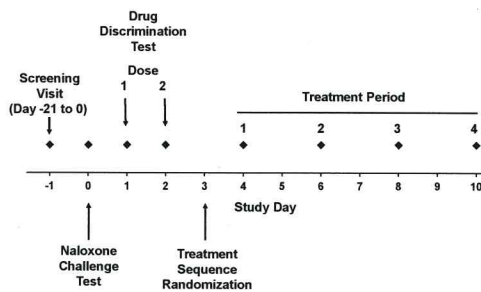 Drug
Discrimination
Test
Dose
1 2
Screening
Visit
(Day -21 to 0)
Treatment Period
1 2 3 4
-1 0 1 2 3 4 5 6 7 8 9 10
Study Day
Naloxone
Challenge
Test
Treatment
Sequence
Randomization